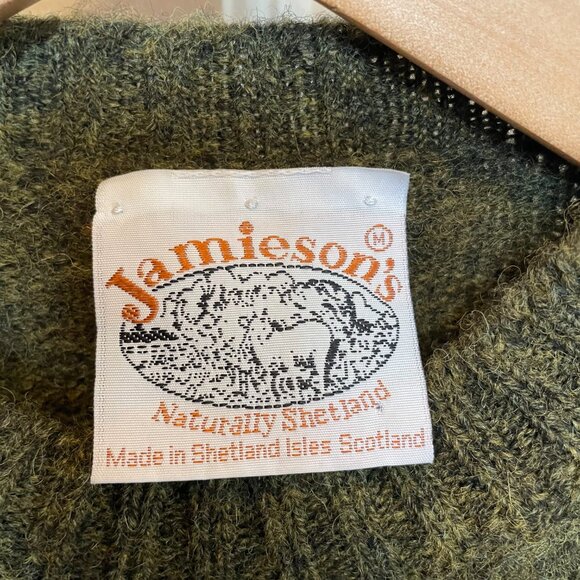 Jamieson's
M
Naturally Shetland
Made in Shetland Isles Scotland